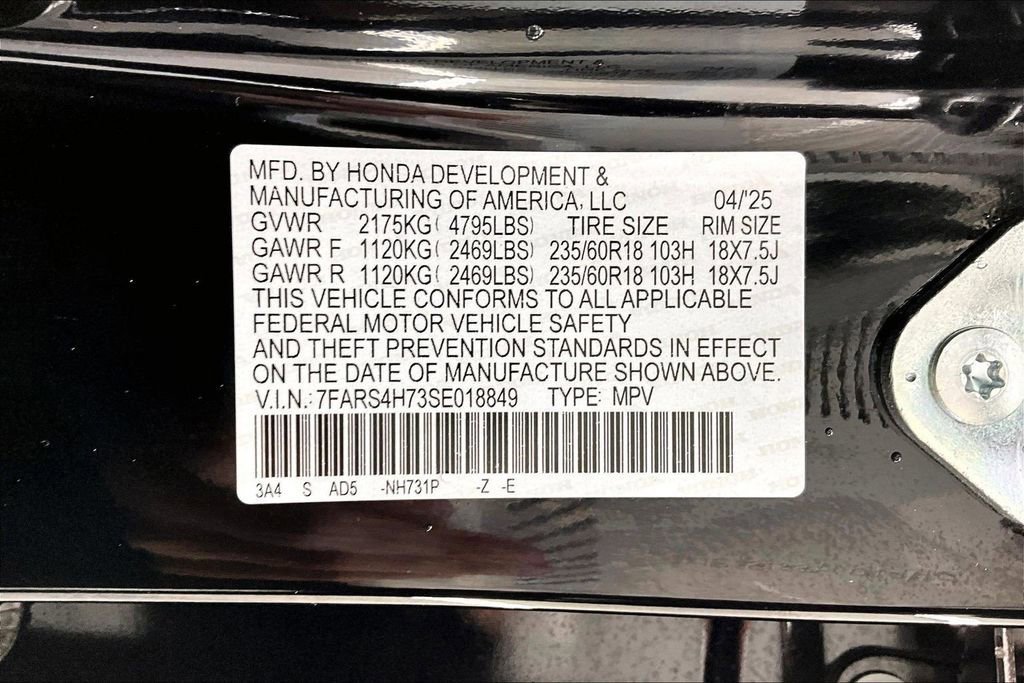 MFD. BY HONDA DEVELOPMENT &
MANUFACTURING OF AMERICA, LLC 04/'25
GVWR 2175KG( 4795LBS) TIRE SIZE RIM SIZE
GAWR F 1120KG( 2469LBS) 235/60R18 103H 18X7.5J
GAWR R 1120KG( 2469LBS) 235/60R18 103H 18X7.5J
THIS VEHICLE CONFORMS TO ALL APPLICABLE
FEDERAL MOTOR VEHICLE SAFETY
AND THEFT PREVENTION STANDARDS IN EFFECT
ON THE DATE OF MANUFACTURE SHOWN ABOVE.
V.I.N.: 7FARS4H73SE018849 TYPE: MPV
3A4 S AD5 -NH731P -Z -E